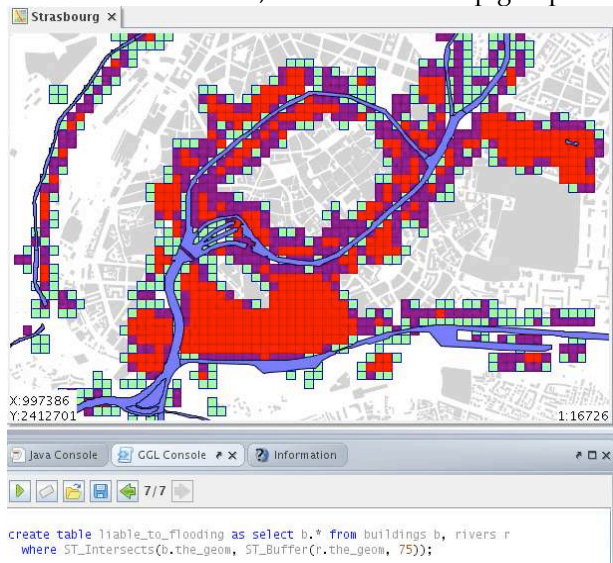 Strasbourg
X:997386
Y:2412701
1:16726
Java Console
GGL Console
Information
7/7
create table liable_to_flooding as select b.* from buildings b, rivers r
where ST_Intersects(b.the_geom, ST_Buffer(r.the_geom, 75));